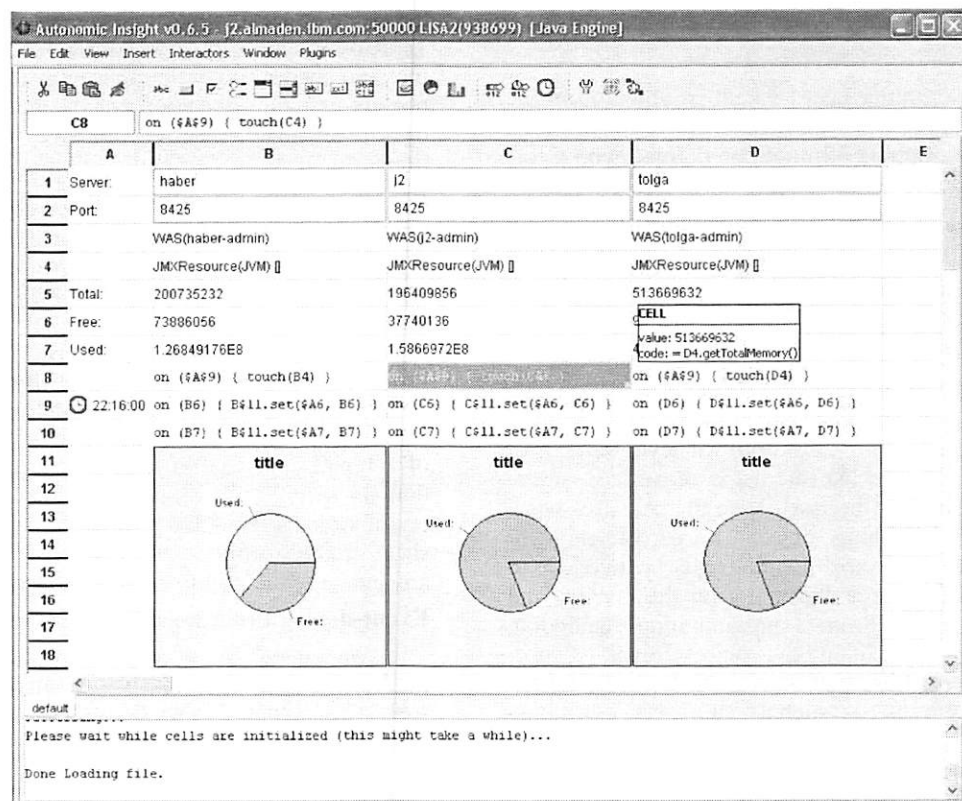 Autonomic Insight v0.6.5 - j2.almaden.ibm.com:50000 LISA2(938699) [Java Engine]
File Edit View Insert Interactors Window Plugins
C8 on ($A$9) { touch(C4) }
A B C D E
1 Server: haber j2 tolga
2 Port: 8425 8425 8425
3 WAS(haber-admin) WAS(j2-admin) WAS(tolga-admin)
4 JMXResource(JVM) [] JMXResource(JVM) [] JMXResource(JVM) []
5 Total: 200735232 196409856 513669632
6 Free: 73886056 37740136 9
CELL
value: 513669632
code: = D4.getTotalMemory()
7 Used: 1.26849176E8 1.5866972E8 4
8 on ($A$9) { touch(B4) } on ($A$9) { touch(C4) } on ($A$9) { touch(D4) }
9 22:16:00 on (B6) { B$11.set($A6, B6) } on (C6) { C$11.set($A6, C6) } on (D6) { D$11.set($A6, D6) }
10 on (B7) { B$11.set($A7, B7) } on (C7) { C$11.set($A7, C7) } on (D7) { D$11.set($A7, D7) }
11 title title title
12
13 Used: Used: Used:
14
15
16 Free: Free:
17 Free:
18
default
Please wait while cells are initialized (this might take a while)...
Done Loading file.